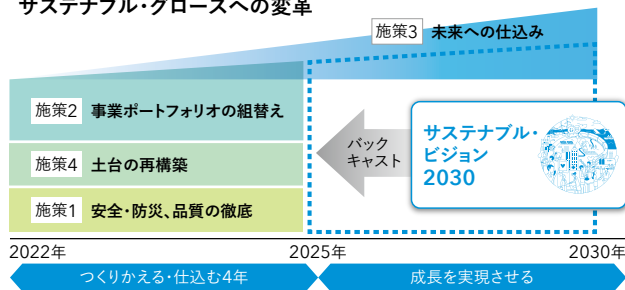 サステナブル・グロースへの変革
施策3 未来への仕込み
施策2 事業ポートフォリオの組替え
施策4 土台の再構築
施策1 安全・防災、品質の徹底
バック
キャスト
サステナブル・
ビジョン
2030
2022年 2025年 2030年
つくりかえる・仕込む4年 成長を実現させる